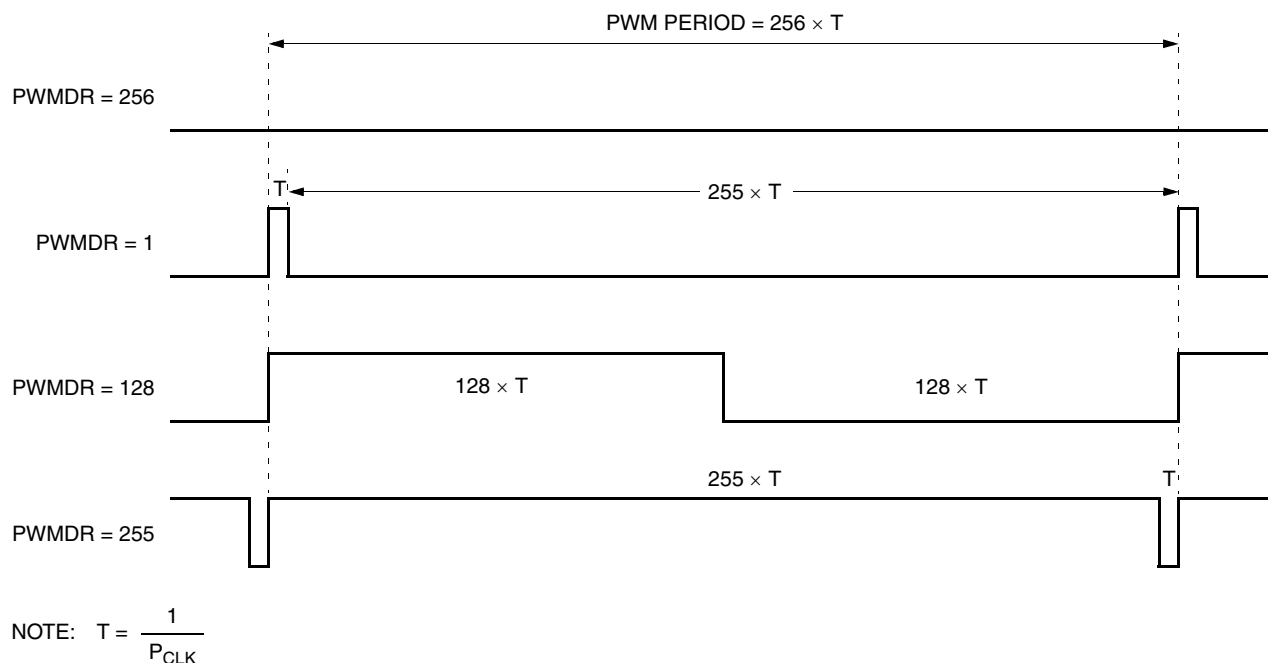 PWM PERIOD = 256 × T
PWMDR = 256
T
255 × T
PWMDR = 1
PWMDR = 128
128 × T
128 × T
255 × T
T
PWMDR = 255
NOTE: T = 1
P_CLK